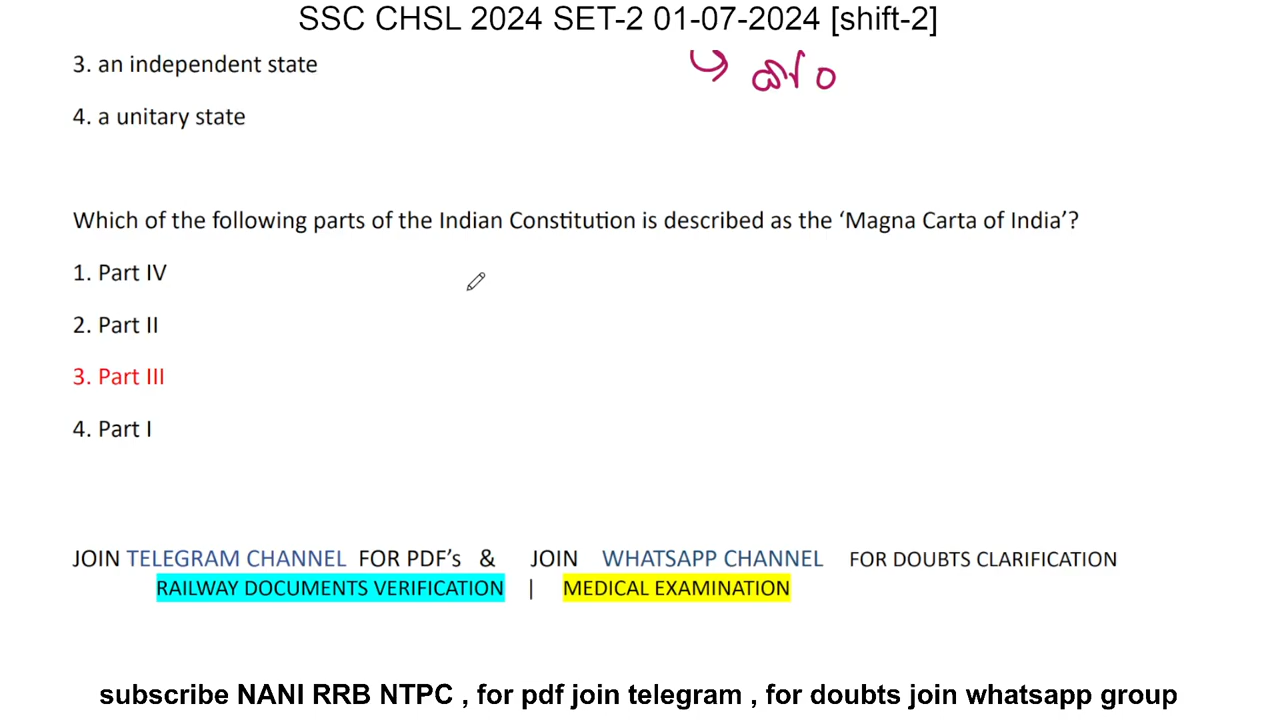 SSC CHSL 2024 SET-2 01-07-2024 [shift-2]
3. an independent state
4. a unitary state
Which of the following parts of the Indian Constitution is described as the ‘Magna Carta of India’?
1. Part IV
2. Part II
3. Part III
4. Part I
JOIN TELEGRAM CHANNEL FOR PDF’s & JOIN WHATSAPP CHANNEL FOR DOUBTS CLARIFICATION
RAILWAY DOCUMENTS VERIFICATION | MEDICAL EXAMINATION
subscribe NANI RRB NTPC , for pdf join telegram , for doubts join whatsapp group